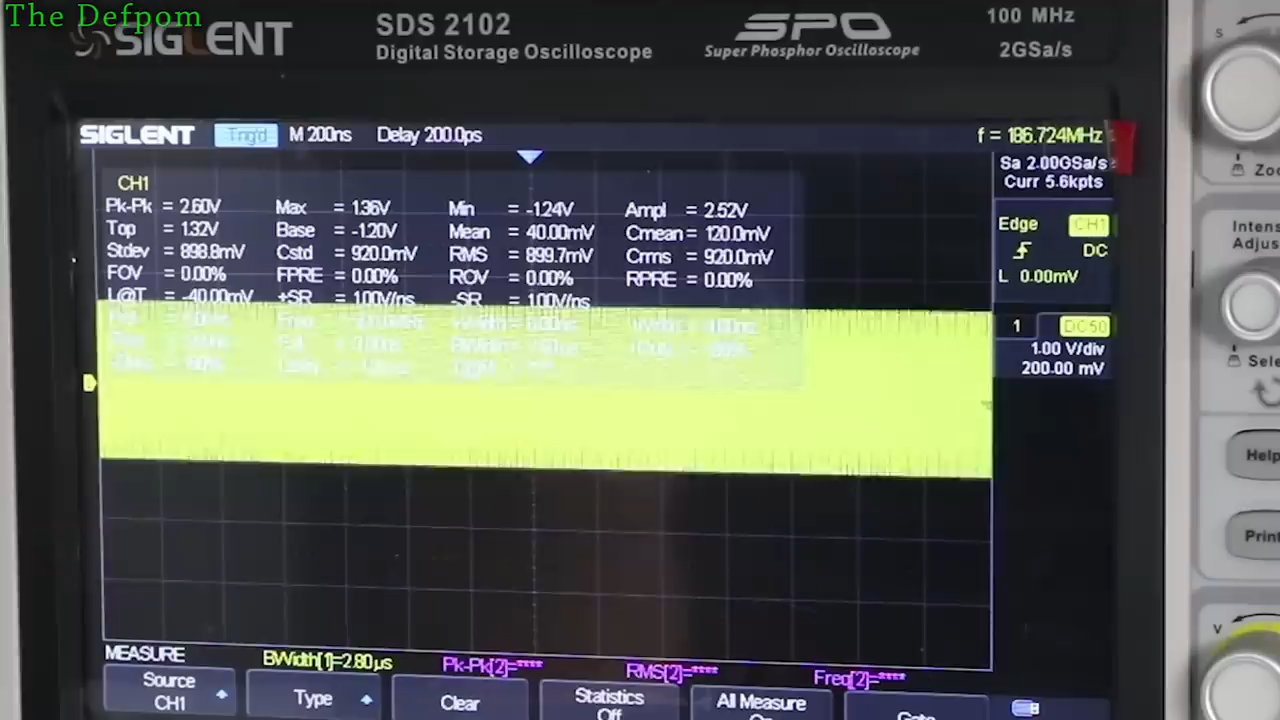 The Defpom
SIGLENT
SDS 2102
Digital Storage Oscilloscope
SPO
Super Phosphor Oscilloscope
100 MHz
2GSa/s
S
SIGLENT Trig'd M 200ns Delay 200.0ps f = 186.724MHz
Sa 2.00GSa/s
Curr 5.6kpts
CH1
Pk-Pk = 2.60V Max = 1.36V Min = -1.24V Ampl = 2.52V
Top = 1.32V Base = -1.20V Mean = 40.00mV Cmean = 120.0mV
Stdev = 898.8mV Cstd = 920.0mV RMS = 899.7mV Crms = 920.0mV
FOV = 0.00% FPRE = 0.00% ROV = 0.00% RPRE = 0.00%
L@T = -40.00mV +SR = 100V/ns -SR = 100V/ns
Edge CH1
DC
L 0.00mV
1 DC50
1.00 V/div
200.00 mV
Zoo
Intens
Adjus
Sele
Help
Print
V
MEASURE BWidth[1]=2.80µs Pk-Pk[2]=**** RMS[2]=**** Freq[2]=****
Source
CH1
Type
Clear
Statistics
Off
All Measure
On
Gate